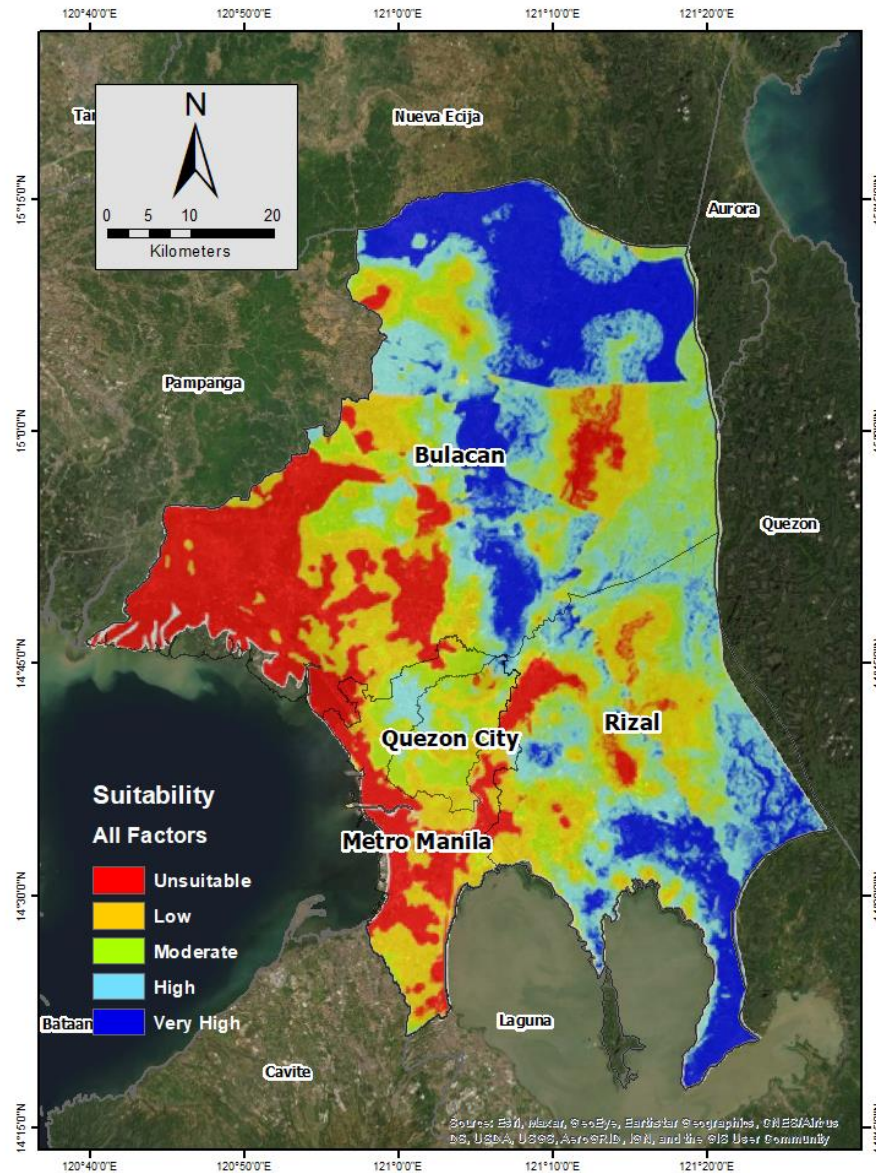 120°40'0"E 120°50'0"E 121°0'0"E 121°10'0"E 121°20'0"E
N
0 5 10 20
Kilometers
Nueva Ecija
Aurora
15°15'0"N
Pampanga
15°0'0"N
Bulacan
Quezon
14°45'0"N
Quezon City
Rizal
Metro Manila
Suitability
All Factors
Unsuitable
Low
Moderate
High
Very High
14°30'0"N
Bataan
Laguna
Cavite
14°15'0"N
Source: Esri, Maxar, GeoEye, Earthstar Geographics, CNES/Airbus
DS, USDA, USGS, AeroGRID, IGN, and the GIS User Community
120°40'0"E 120°50'0"E 121°0'0"E 121°10'0"E 121°20'0"E